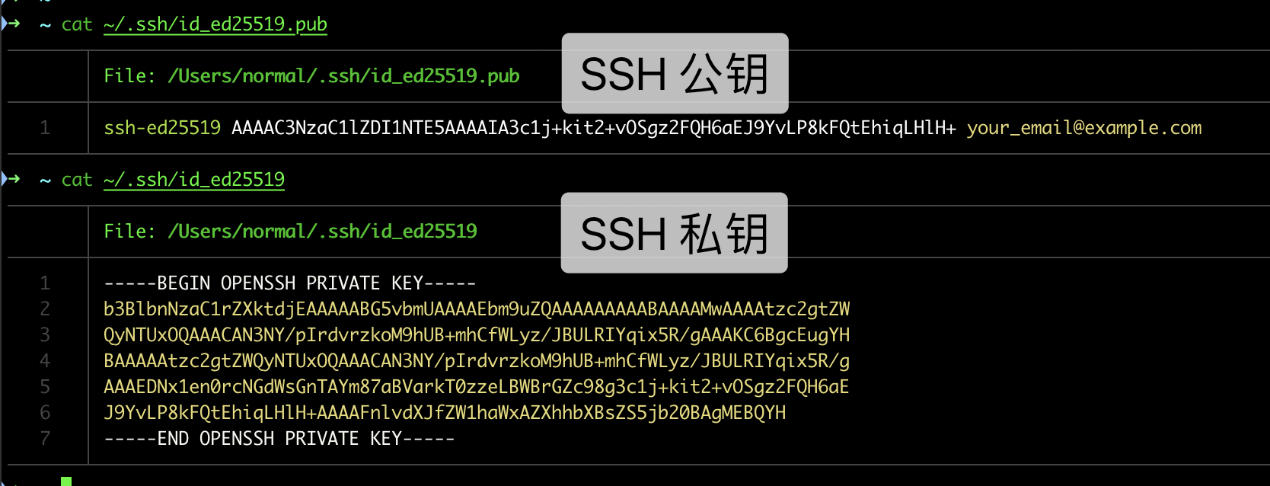 → ~ cat ~/.ssh/id_ed25519.pub
File: /Users/normal/.ssh/id_ed25519.pub
SSH 公钥
1 ssh-ed25519 AAAAC3NzaC1lZDI1NTE5AAAAIA3c1j+kit2+vOSgz2FQH6aEJ9YvLP8kFQtEhiqLHlH+ your_email@example.com
→ ~ cat ~/.ssh/id_ed25519
File: /Users/normal/.ssh/id_ed25519
SSH 私钥
1 -----BEGIN OPENSSH PRIVATE KEY-----
2 b3BlbnNzaC1rZXktdjEAAAAABG5vbmUAAAAEbm9uZQAAAAAAAAABAAAAMwAAAAtzc2gtZW
3 QyNTUxOQAAACAN3NY/pIrdvrzkoM9hUB+mhCfWLyz/JBULRIYqix5R/gAAAKC6BgcEugYH
4 BAAAAAtzc2gtZWQyNTUxOQAAACAN3NY/pIrdvrzkoM9hUB+mhCfWLyz/JBULRIYqix5R/g
5 AAAEDNx1en0rcNGdWsGnTAYm87aBVarkT0zzeLBWBrGZc98g3c1j+kit2+vOSgz2FQH6aE
6 J9YvLP8kFQtEhiqLHlH+AAAAFnlvdXJfZW1haWxAZXhhbXBsZS5jb20BAgMEBQYH
7 -----END OPENSSH PRIVATE KEY-----